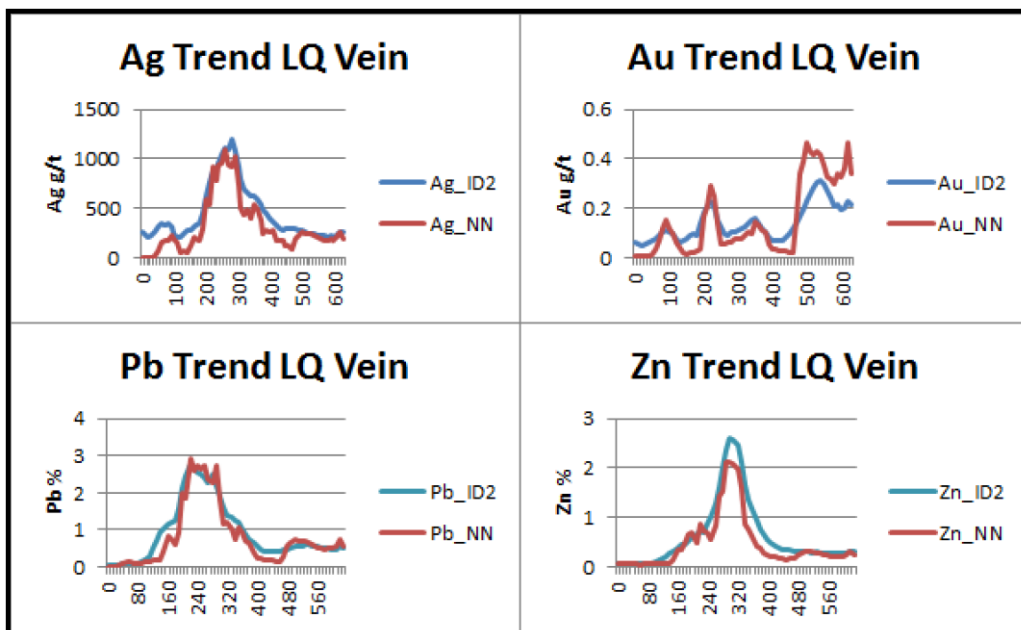 Ag Trend LQ Vein
1500
1000
500
0
Ag g/t
0
100
200
300
400
500
600
Ag_ID2
Ag_NN
Au Trend LQ Vein
0.6
0.4
0.2
0
Au g/t
0
100
200
300
400
500
600
Au_ID2
Au_NN
Pb Trend LQ Vein
4
3
2
1
0
Pb %
0
80
160
240
320
400
480
560
Pb_ID2
Pb_NN
Zn Trend LQ Vein
3
2
1
0
Zn %
0
80
160
240
320
400
480
560
Zn_ID2
Zn_NN